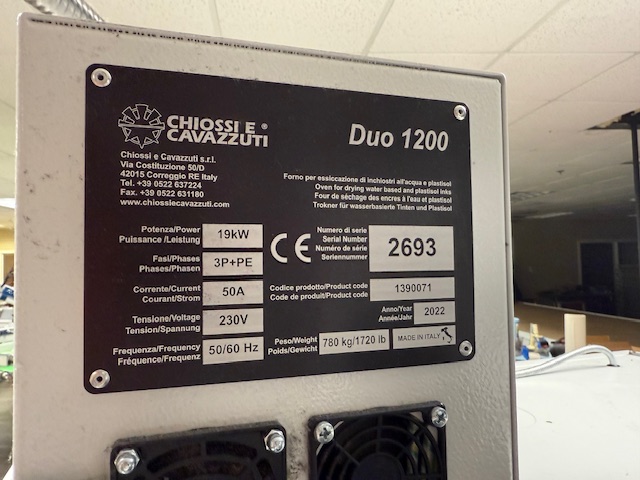 CHIOSSI E ®
CAVAZZUTI
Duo 1200
Chiossi e Cavazzuti s.r.l.
Via Costituzione 50/D
42015 Correggio RE Italy
Tel. +39 0522 637224
Fax. +39 0522 631180
www.chiossiecavazzuti.com
Forno per essiccazione di inchiostri all'acqua e plastisol
Oven for drying water based and plastisol inks
Four de séchage des encres à l'eau et plastisol
Trokner für wasserbasierte Tinten und Plastisol
Potenza/Power
Puissance/Leistung
19kW
Fasi/Phases
Phases/Phasen
3P+PE
Corrente/Current
Courant/Strom
50A
Tensione/Voltage
Tension/Spannung
230V
Frequenza/Frequency
Fréquence/Frequenz
50/60 Hz
CE
Numero di serie
Serial Number
Numéro de série
Seriennummer
2693
Codice prodotto/Product code
Code de produit/Product code
1390071
Anno/Year
Année/Jahr
2022
Peso/Weight
Poids/Gewicht
780 kg/1720 lb
MADE IN ITALY